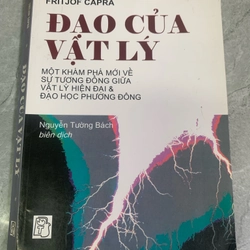 FRITJOF CAPRA
ĐẠO CỦA
VẬT LÝ
MỘT KHÁM PHÁ MỚI VỀ
SỰ TƯƠNG ĐỒNG GIỮA
VẬT LÝ HIỆN ĐẠI &
ĐẠO HỌC PHƯƠNG ĐÔNG
Nguyễn Tường Bách
biên dịch